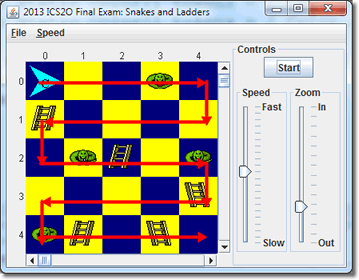 2013 ICS2O Final Exam: Snakes and Ladders
File Speed
0 1 2 3 4
0
1
2
3
4
Controls
Start
Speed Zoom
Fast In
Slow Out